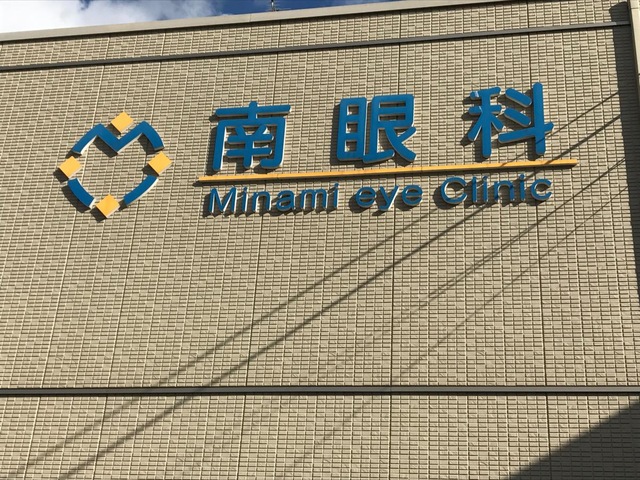 南眼科
Minami eye Clinic